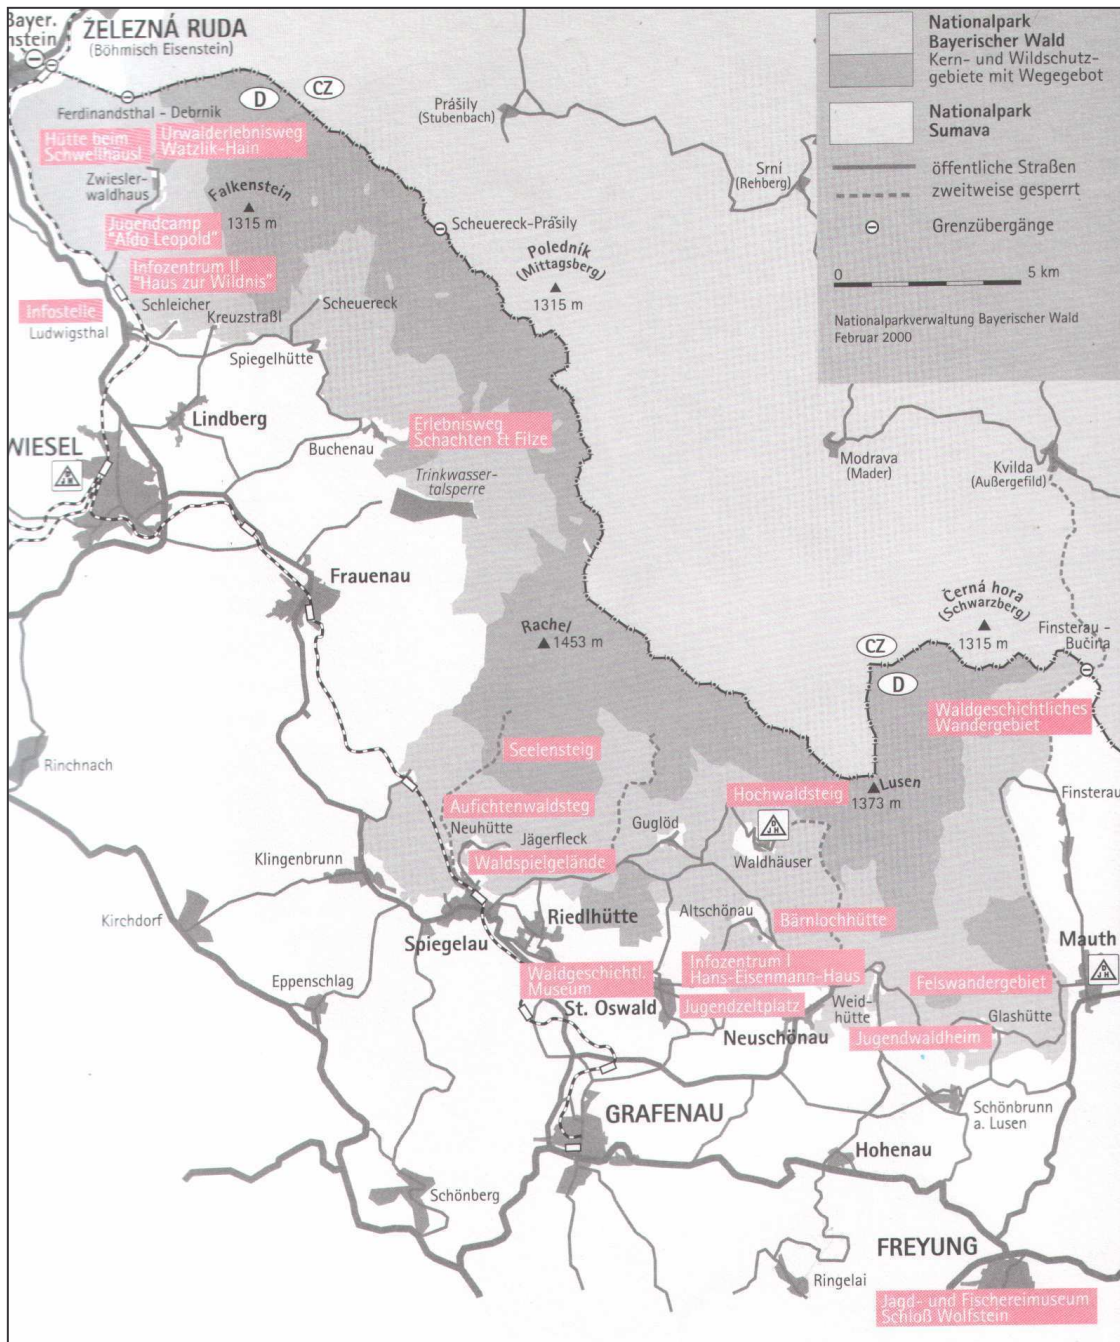 Bayer.
nstein
ŽELEZNÁ RUDA
(Böhmisch Eisenstein)
Ferdinandsthal - Debrnik
D
CZ
Prášily
(Stubenbach)
Srní
(Rehberg)
Nationalpark
Bayerischer Wald
Kern- und Wildschutz-
gebiete mit Wegegebot
Nationalpark
Sumava
öffentliche Straßen
zweitweise gesperrt
Grenzübergänge
0 5 km
Nationalparkverwaltung Bayerischer Wald
Februar 2000
Hütte beim
Schwellhäusl
Urwalderlebnisweg
Watzlik-Hain
Zwiesler-
waldhaus
Falkenstein
1315 m
Jugendcamp
"Aldo Leopold"
Scheuereck-Prášily
Poledník
(Mittagsberg)
1315 m
Infozentrum II
"Haus zur Wildnis"
Infostelle
Ludwigsthal
Schleicher
Kreuzstraßl
Scheuereck
Spiegelhütte
Lindberg
Buchenau
Erlebnisweg
Schachten & Filze
WIESEL
DJH
Trinkwasser-
talsperre
Modrava
(Mader)
Kvilda
(Außergefild)
Frauenau
Rachel
1453 m
Černá hora
(Schwarzberg)
1315 m
Finsterau -
Bučina
CZ
D
Waldgeschichtliches
Wandergebiet
Rinchnach
Seelensteig
Lusen
1373 m
Finsterau
Hochwaldsteig
Aufichtenwaldsteg
Neuhütte
Jägerfleck
Guglöd
DJH
Waldhäuser
Klingenbrunn
Waldspielgelände
Kirchdorf
Spiegelau
Riedlhütte
Altschönau
Bärnlochhütte
Mauth
DJH
Eppenschlag
Waldgeschichtl.
Museum
Infozentrum I
Hans-Eisenmann-Haus
Felswandergebiet
St. Oswald
Jugendzeltplatz
Weid-
hütte
Glashütte
Neuschönau
Jugendwaldheim
GRAFENAU
Schönbrunn
a. Lusen
Hohenau
Schönberg
FREYUNG
Ringelai
Jagd- und Fischereimuseum
Schloß Wolfstein